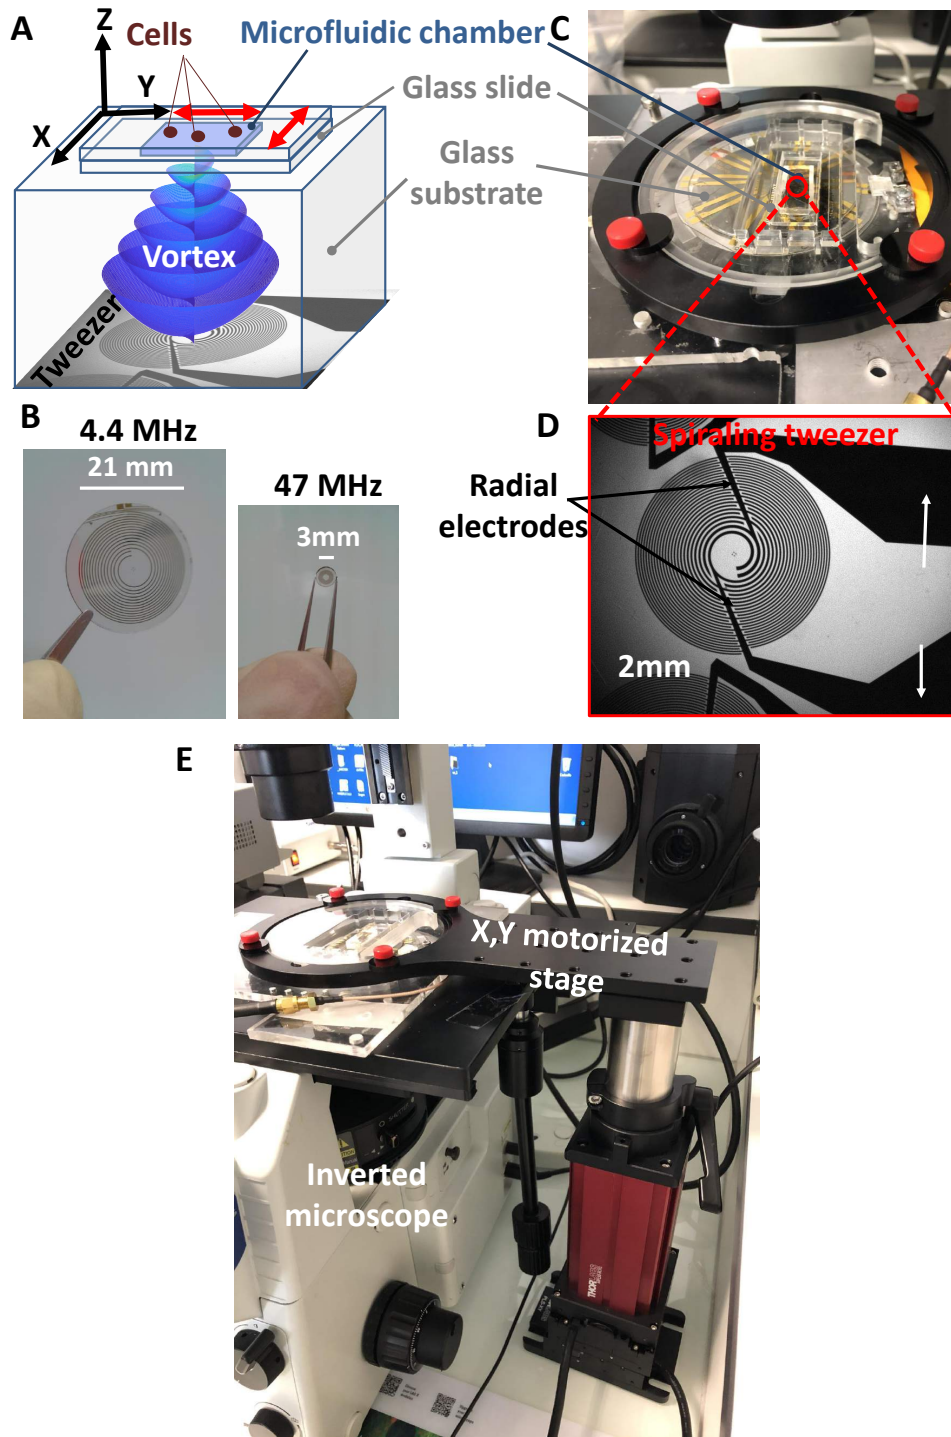 A
Z
Cells
Microfluidic chamber
C
Y
X
Glass slide
Glass
substrate
Vortex
Tweezer
B
4.4 MHz
21 mm
47 MHz
3mm
D
Spiraling tweezer
Radial
electrodes
2mm
E
X,Y motorized
stage
Inverted
microscope
THORLABS